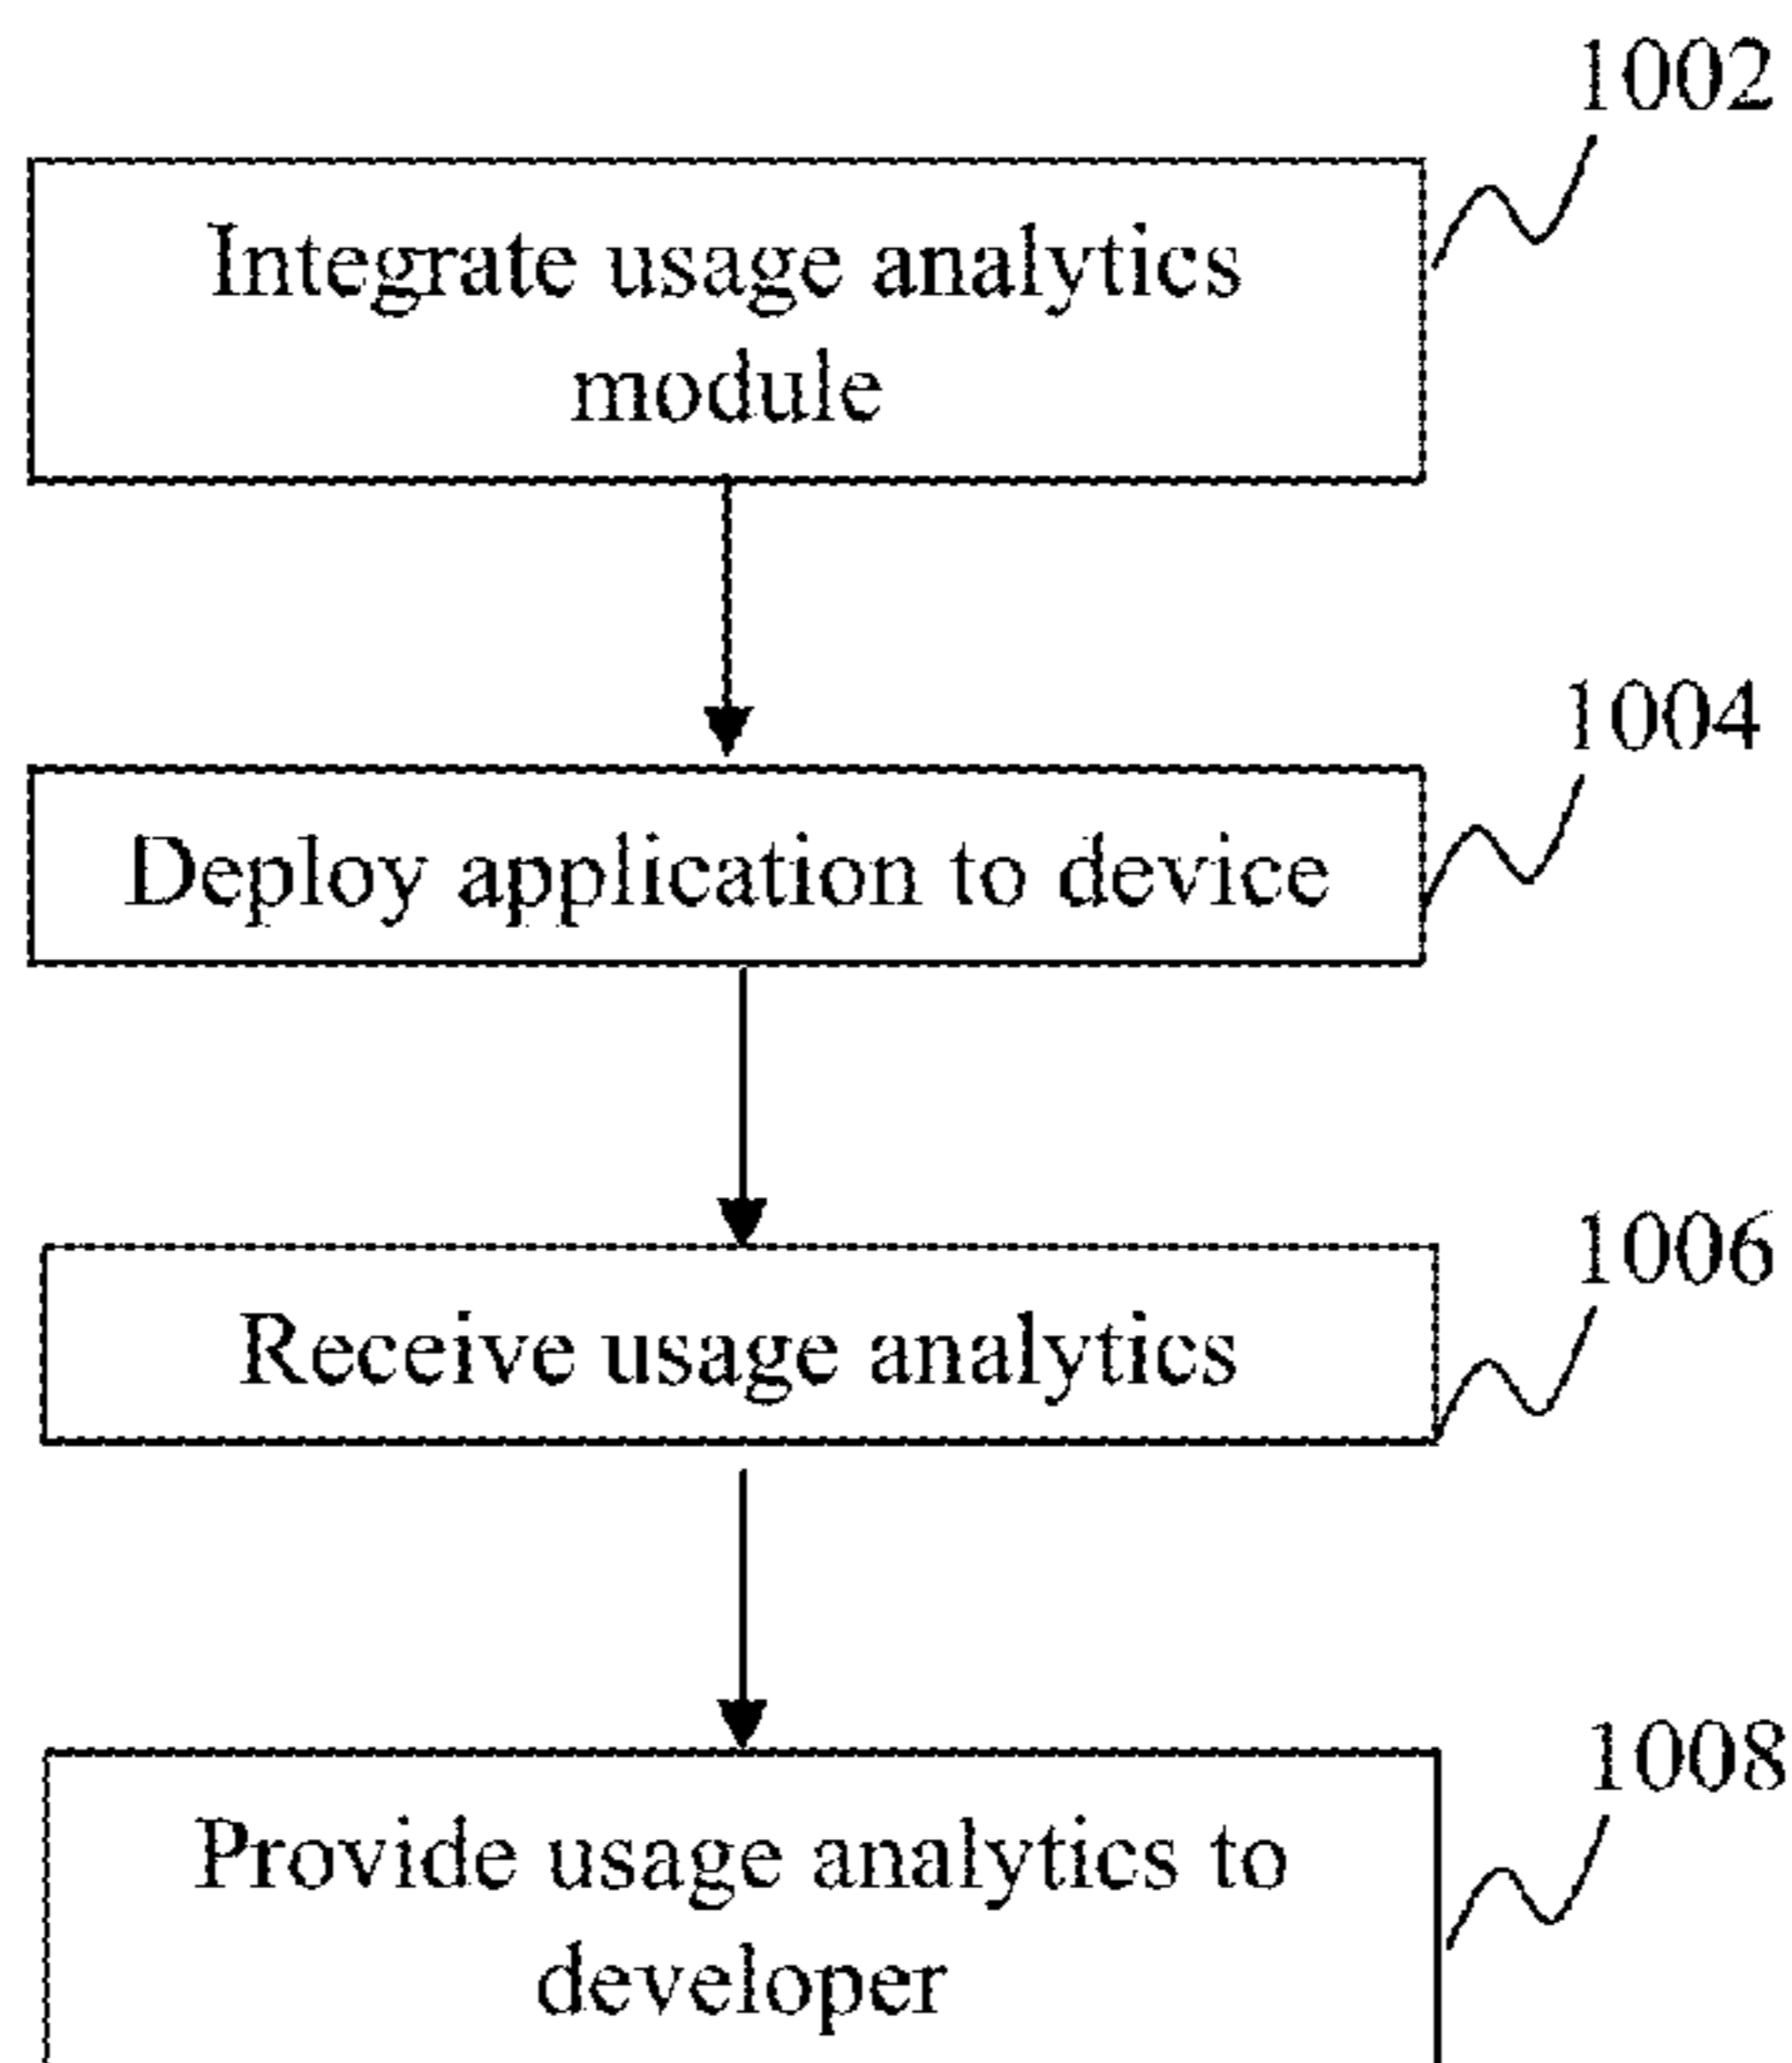 1002
Integrate usage analytics
module
1004
Deploy application to device
1006
Receive usage analytics
1008
Provide usage analytics to
developer